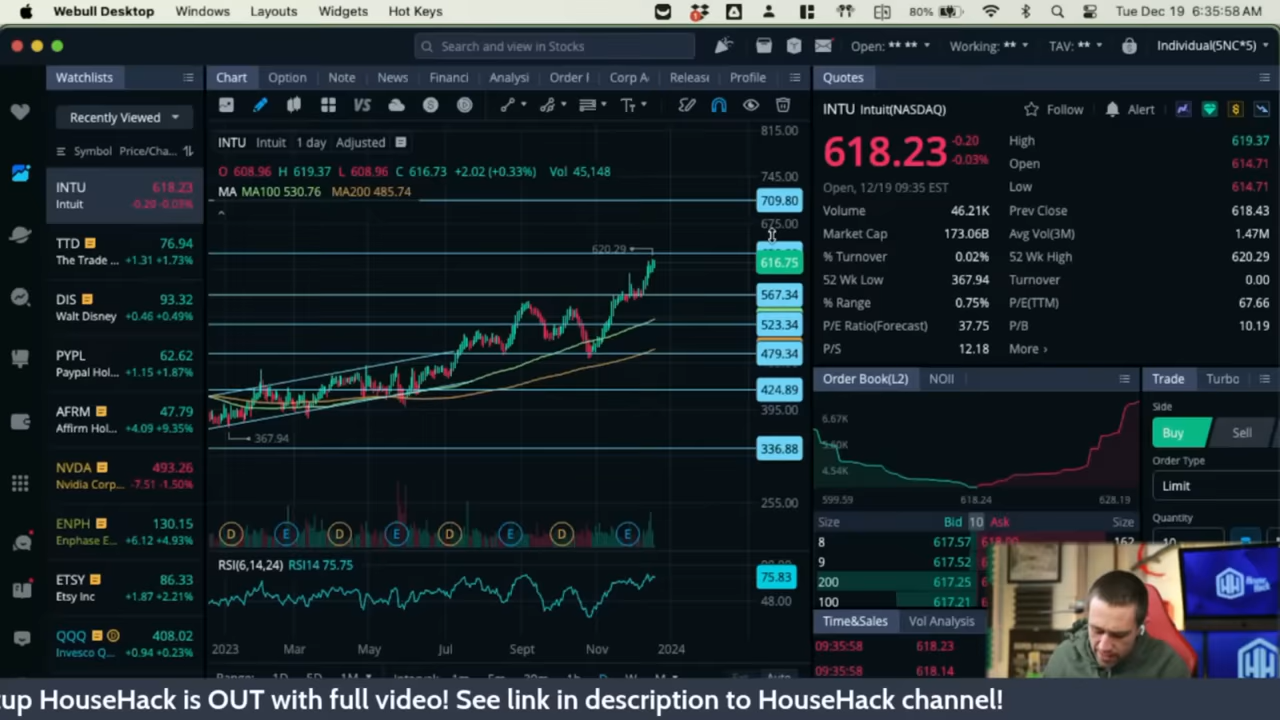 Webull Desktop Windows Layouts Widgets Hot Keys 80% Tue Dec 19 6:35:58 AM
Search and view in Stocks Open: ** ** Working: ** TAV: ** Individual(5NC*5)
Watchlists
Recently Viewed
Symbol Price/Cha...
INTU 618.23
Intuit -0.20 -0.03%
TTD 76.94
The Trade ... +1.31 +1.73%
DIS 93.32
Walt Disney +0.46 +0.49%
PYPL 62.62
Paypal Hol... +1.15 +1.87%
AFRM 47.79
Affirm Hol... +4.09 +9.35%
NVDA 493.26
Nvidia Corp... -7.51 -1.50%
ENPH 130.15
Enphase E... +6.12 +4.93%
ETSY 86.33
Etsy Inc +1.87 +2.21%
QQQ 408.02
Invesco Q... +0.94 +0.23%
Chart Option Note News Financi Analysi Order I Corp A Releas Profile
VS
INTU Intuit 1 day Adjusted
O 608.96 H 619.37 L 608.96 C 616.73 +2.02 (+0.33%) Vol 45,148
MA MA100 530.76 MA200 485.74
815.00
745.00
709.80
675.00
620.29
616.75
567.34
523.34
479.34
424.89
395.00
367.94
336.88
255.00
D E D E D E D E
RSI(6,14,24) RSI14 75.75
75.83
48.00
2023 Mar May Jul Sept Nov 2024
Quotes
INTU Intuit(NASDAQ) Follow Alert
618.23 -0.20
-0.03%
Open, 12/19 09:35 EST
High 619.37
Open 614.71
Low 614.71
Volume 46.21K Prev Close 618.43
Market Cap 173.06B Avg Vol(3M) 1.47M
% Turnover 0.02% 52 Wk High 620.29
52 Wk Low 367.94 Turnover 0.00
% Range 0.75% P/E(TTM) 67.66
P/E Ratio(Forecast) 37.75 P/B 10.19
P/S 12.18 More ›
Order Book(L2) NOII
6.67K
5.60K
4.54K
599.59 618.24 628.19
Size Bid 10 Ask Size
8 617.57 618.90 162
9 617.52
200 617.25
100 617.21
Time&Sales Vol Analysis
09:35:58 618.23
09:35:58 618.14
Trade Turbo
Side
Buy Sell
Order Type
Limit
Quantity
10
tup HouseHack is OUT with full video! See link in description to HouseHack channel!